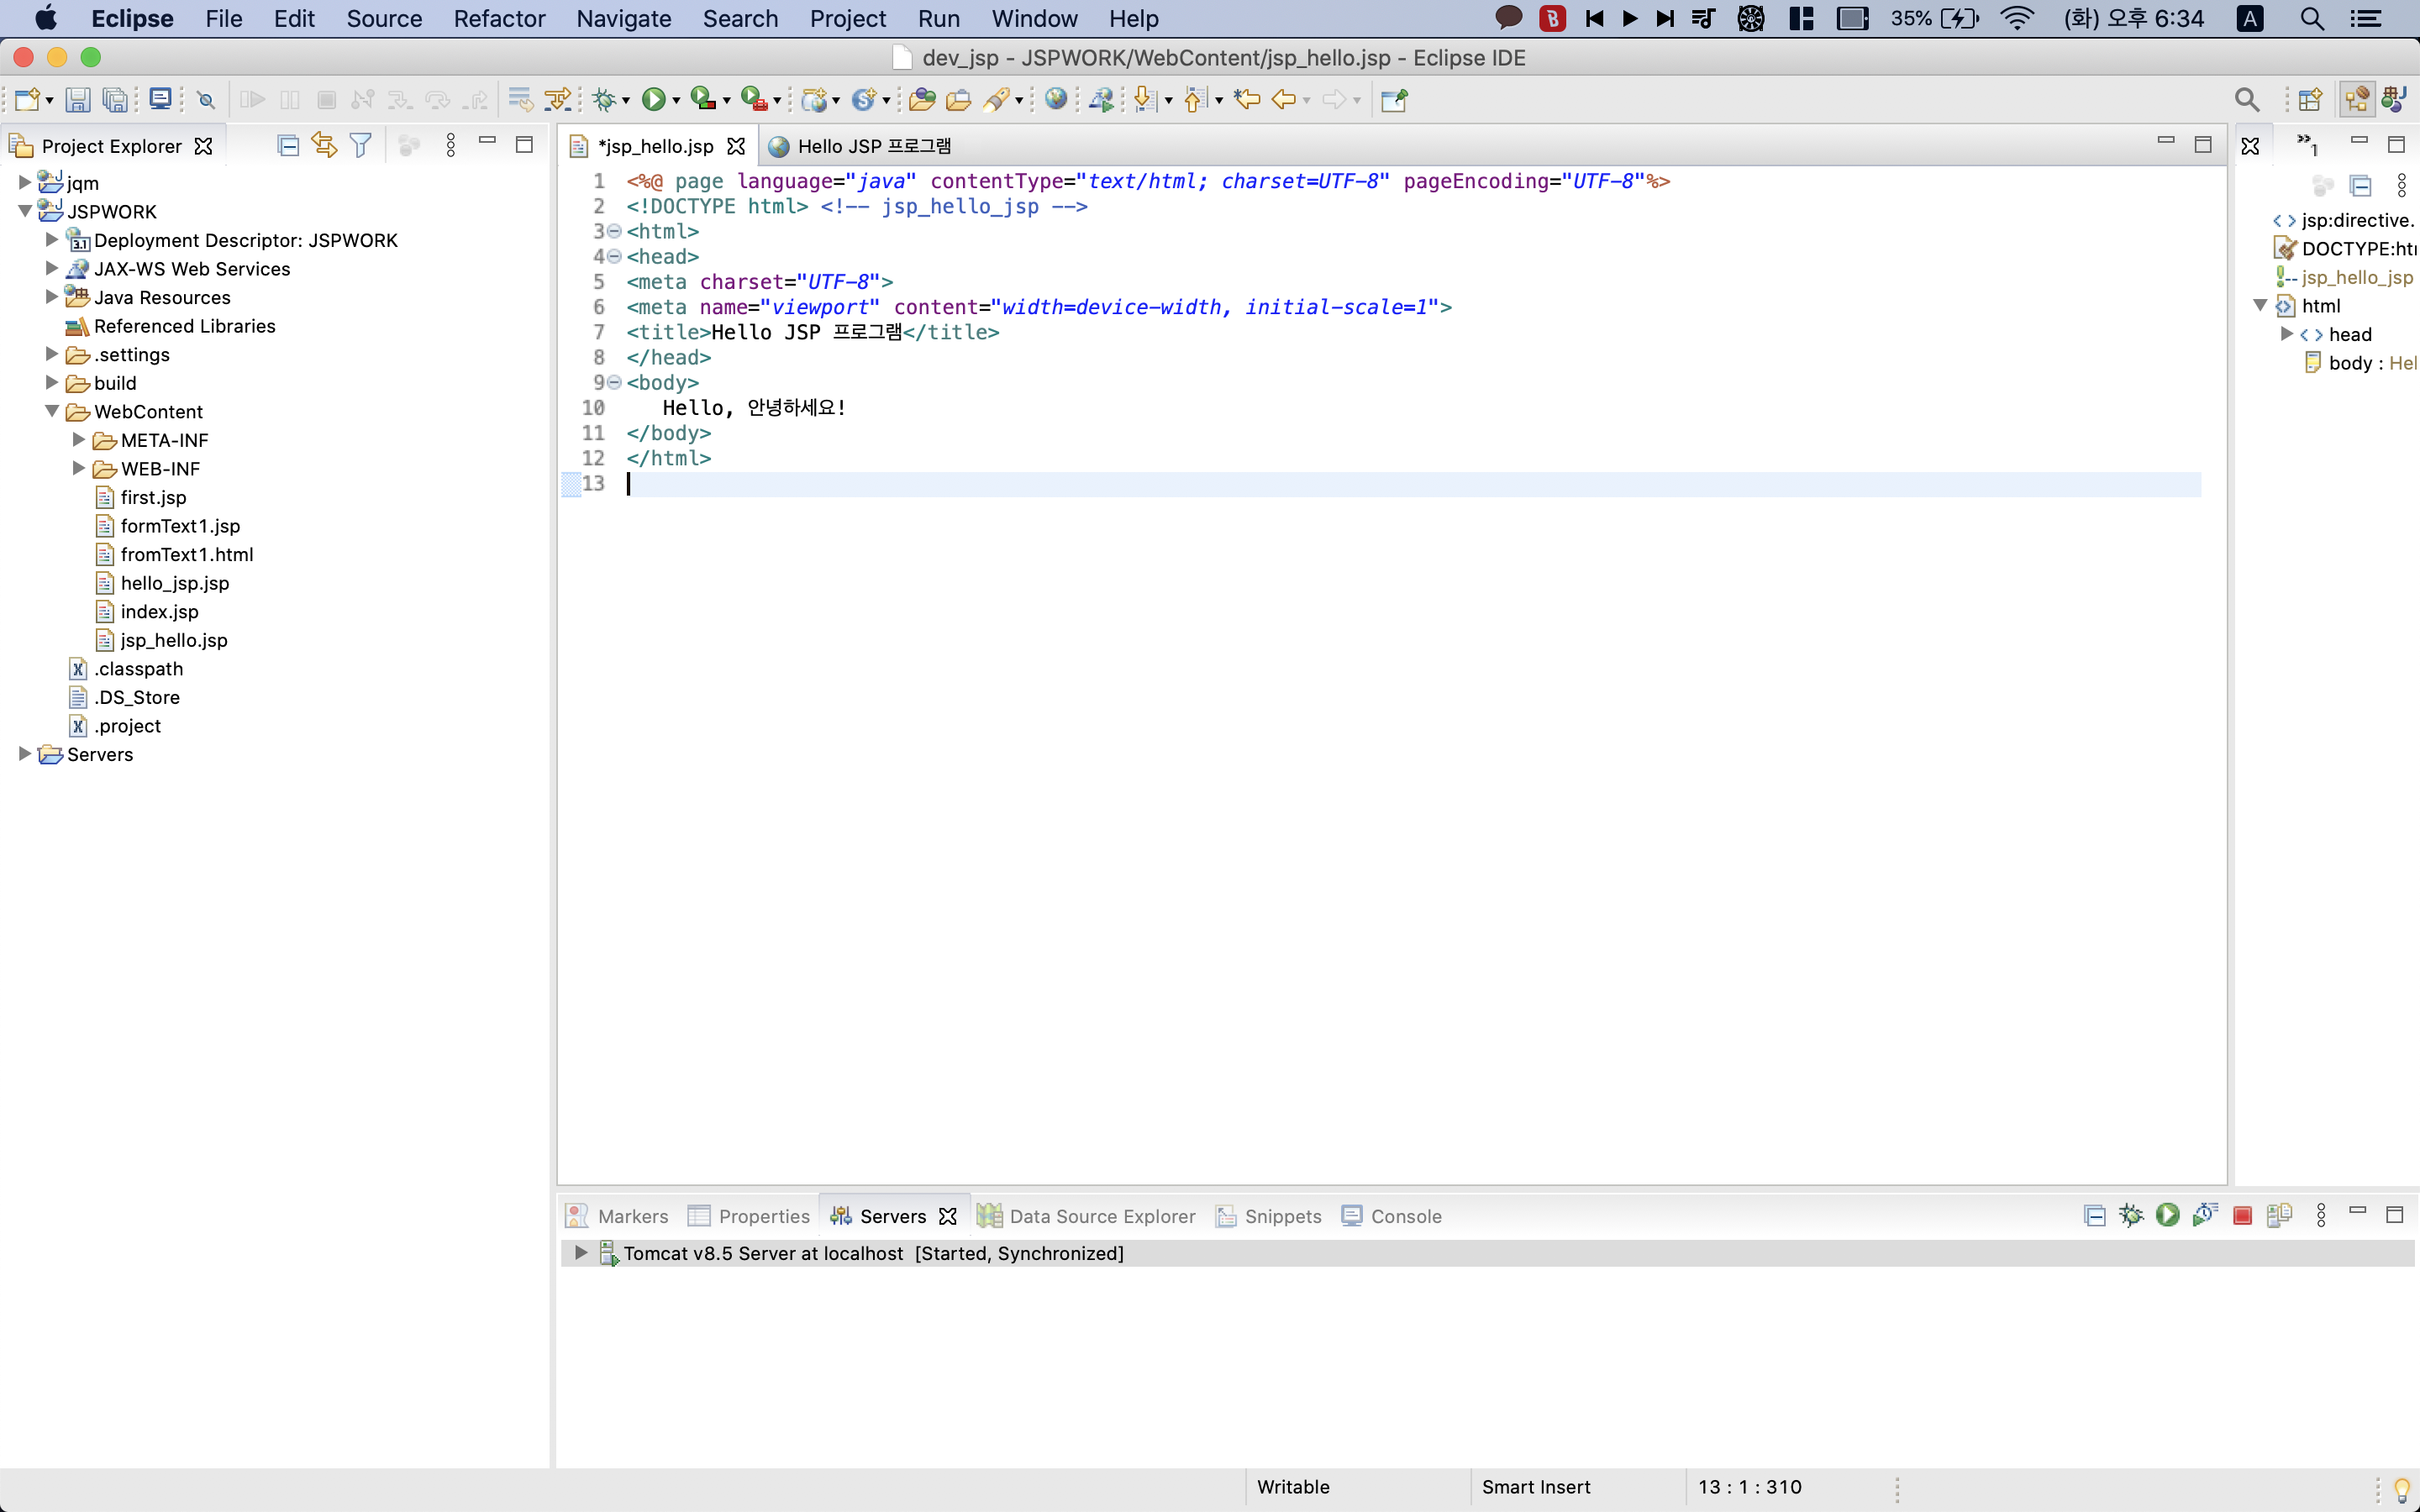 Eclipse File Edit Source Refactor Navigate Search Project Run Window Help 35% (화) 오후 6:34 A
dev_jsp - JSPWORK/WebContent/jsp_hello.jsp - Eclipse IDE
Project Explorer
jqm
JSPWORK
3.1 Deployment Descriptor: JSPWORK
JAX-WS Web Services
Java Resources
Referenced Libraries
.settings
build
WebContent
META-INF
WEB-INF
first.jsp
formText1.jsp
fromText1.html
hello_jsp.jsp
index.jsp
jsp_hello.jsp
.classpath
.DS_Store
.project
Servers
*jsp_hello.jsp Hello JSP 프로그램
1 <%@ page language="java" contentType="text/html; charset=UTF-8" pageEncoding="UTF-8"%>
2 <!DOCTYPE html> <!-- jsp_hello_jsp -->
3 <html>
4 <head>
5 <meta charset="UTF-8">
6 <meta name="viewport" content="width=device-width, initial-scale=1">
7 <title>Hello JSP 프로그램</title>
8 </head>
9 <body>
10 Hello, 안녕하세요!
11 </body>
12 </html>
13
1
jsp:directive.
DOCTYPE:ht
jsp_hello_jsp
html
head
body : Hel
Markers Properties Servers Data Source Explorer Snippets Console
Tomcat v8.5 Server at localhost [Started, Synchronized]
Writable Smart Insert 13 : 1 : 310